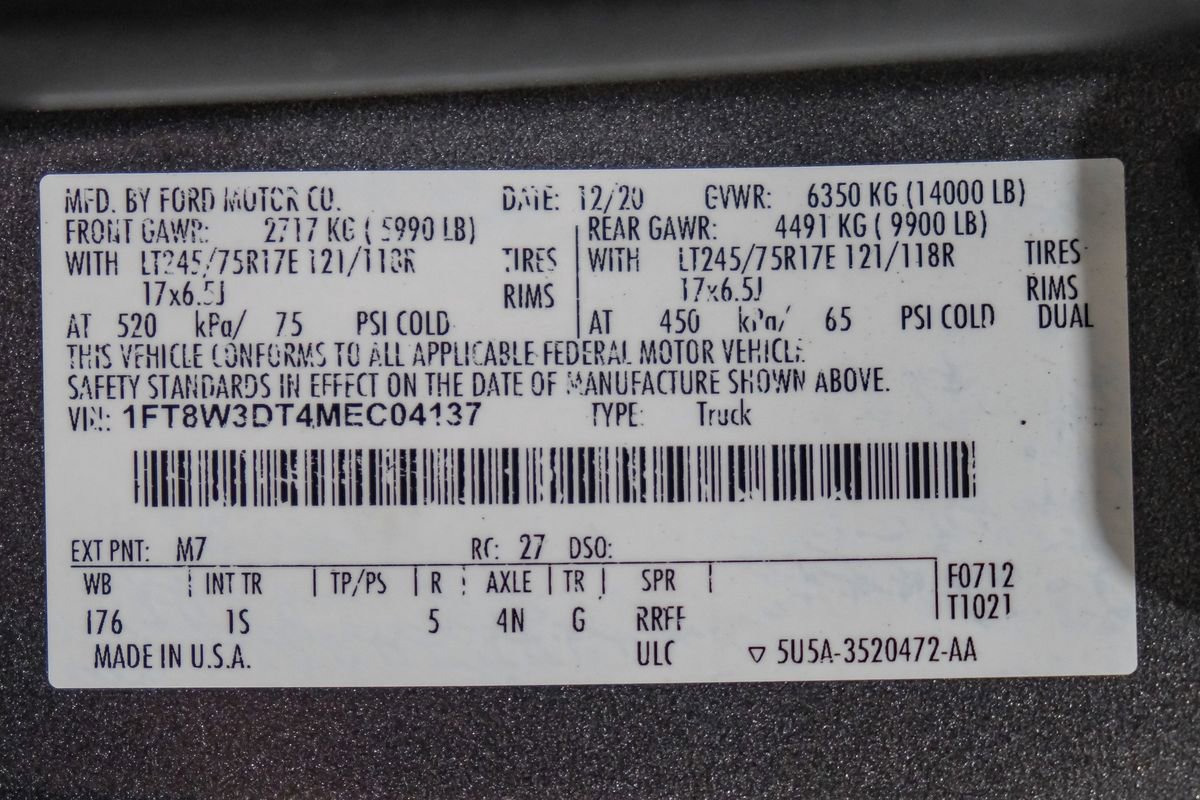 MFD. BY FORD MOTOR CO. DATE: 12/20 GVWR: 6350 KG (14000 LB)
FRONT GAWR: 2717 KG ( 5990 LB) REAR GAWR: 4491 KG ( 9900 LB)
WITH LT245/75R17E 121/118R TIRES WITH LT245/75R17E 121/118R TIRES
17x6.5J RIMS 17x6.5J RIMS
AT 520 kPa/ 75 PSI COLD AT 450 kPa/ 65 PSI COLD DUAL
THIS VEHICLE CONFORMS TO ALL APPLICABLE FEDERAL MOTOR VEHICLE
SAFETY STANDARDS IN EFFECT ON THE DATE OF MANUFACTURE SHOWN ABOVE.
VIN: 1FT8W3DT4MEC04137 TYPE: Truck
EXT PNT: M7 RC: 27 DSO:
WB INT TR TP/PS R AXLE TR SPR F0712
T1021
176 1S 5 4N G RRFF
MADE IN U.S.A. ULC ▽ 5U5A-3520472-AA